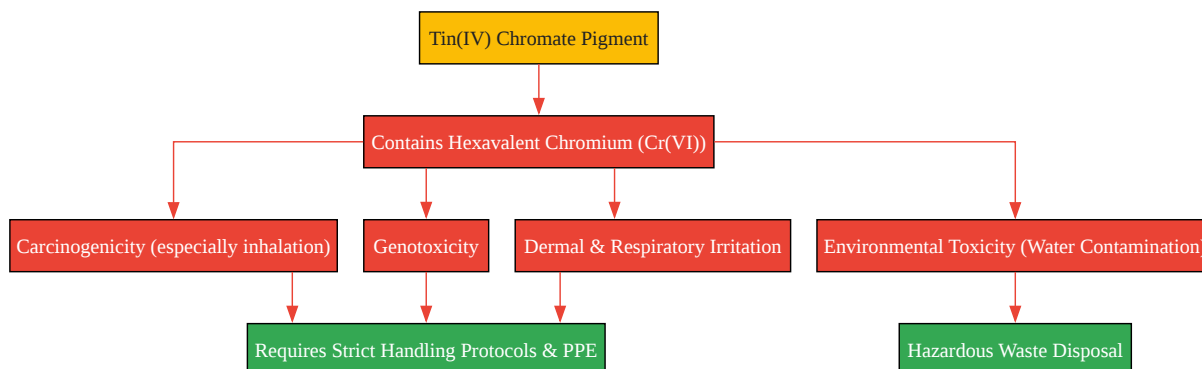 Tin(IV) Chromate Pigment
Contains Hexavalent Chromium (Cr(VI))
Carcinogenicity (especially inhalation)
Genotoxicity
Dermal & Respiratory Irritation
Environmental Toxicity (Water Contamination)
Requires Strict Handling Protocols & PPE
Hazardous Waste Disposal